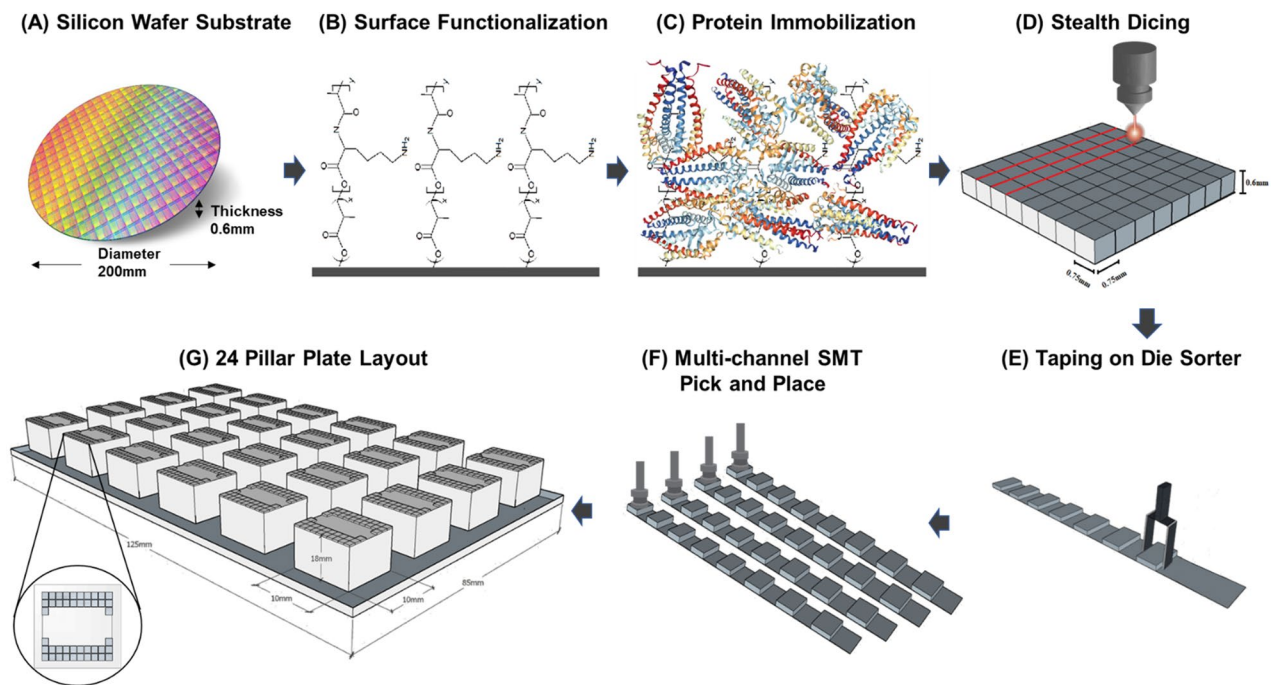 (A) Silicon Wafer Substrate
(B) Surface Functionalization
(C) Protein Immobilization
(D) Stealth Dicing
Thickness
0.6mm
Diameter
200mm
N
O
O
O
O
NH2
N
O
O
O
O
NH2
N
O
O
O
O
NH2
0.6mm
0.75mm
0.75mm
(G) 24 Pillar Plate Layout
(F) Multi-channel SMT
Pick and Place
(E) Taping on Die Sorter
125mm
18mm
10mm
10mm
85mm